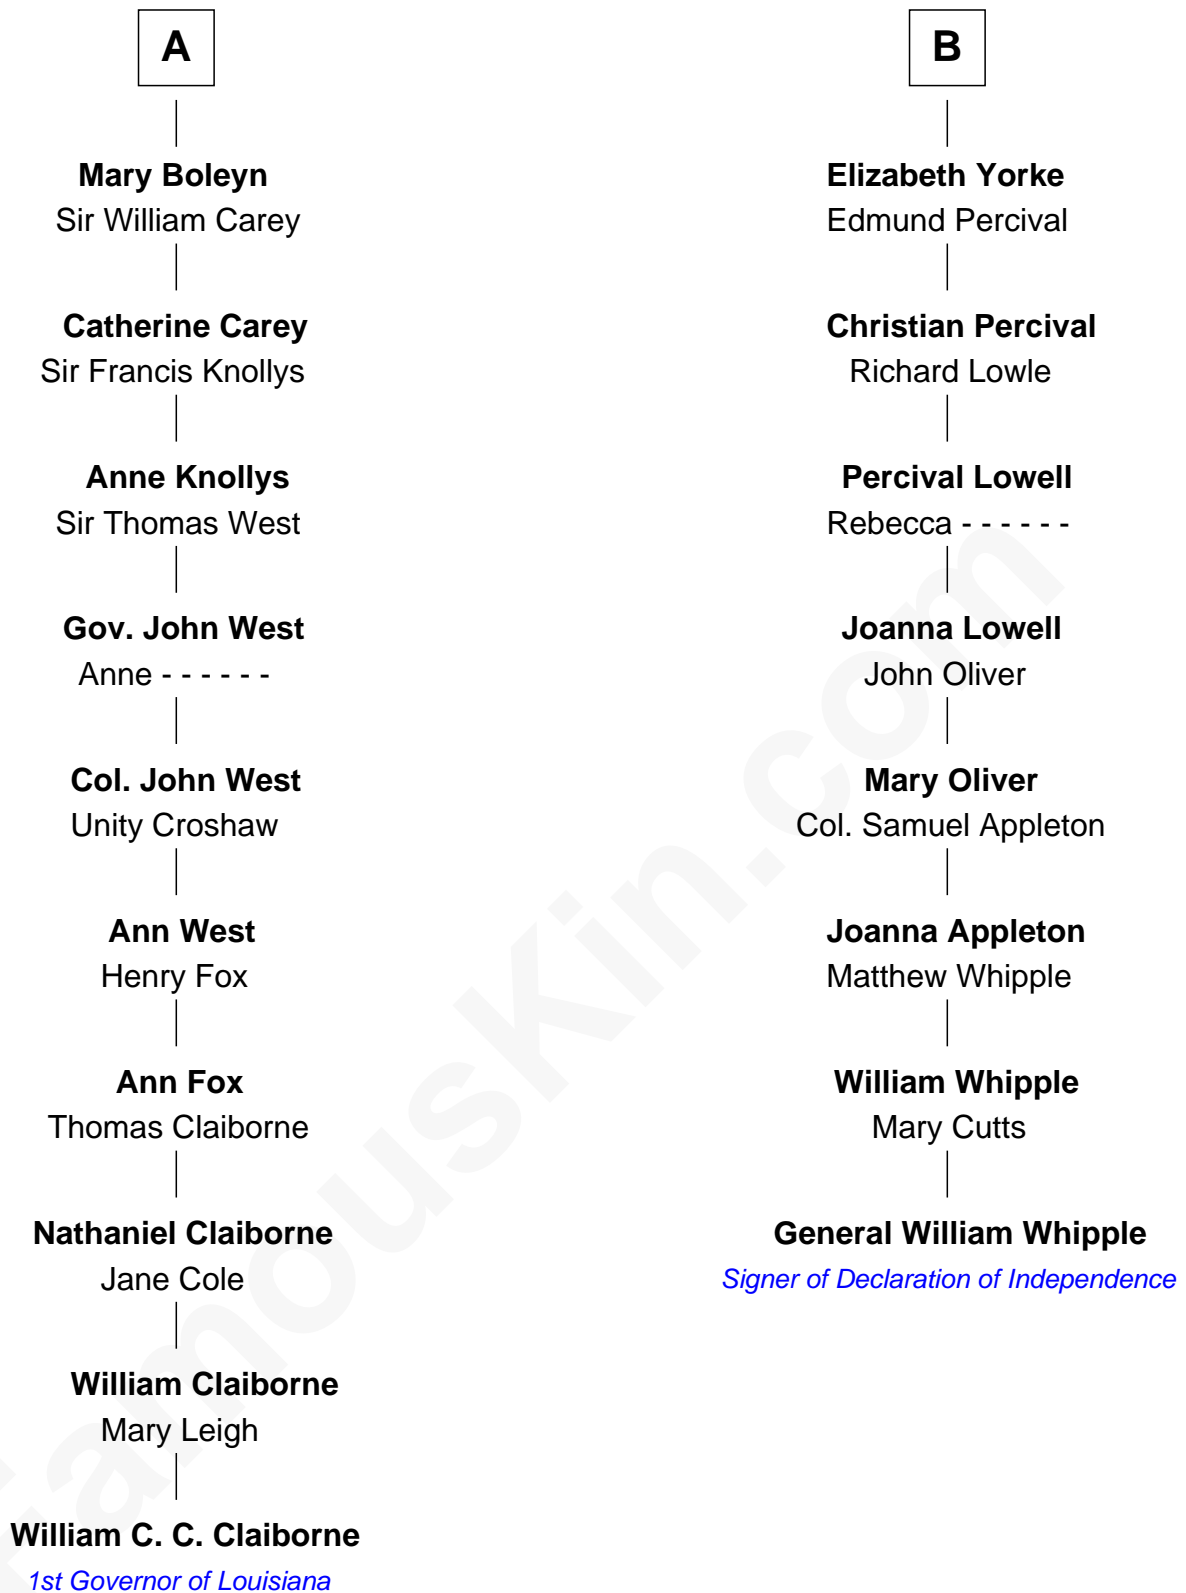 A
Mary Boleyn
Sir William Carey
Catherine Carey
Sir Francis Knollys
Anne Knollys
Sir Thomas West
Gov. John West
Anne - - - - - -
Col. John West
Unity Croshaw
Ann West
Henry Fox
Ann Fox
Thomas Claiborne
Nathaniel Claiborne
Jane Cole
William Claiborne
Mary Leigh
William C. C. Claiborne
1st Governor of Louisiana
B
Elizabeth Yorke
Edmund Percival
Christian Percival
Richard Lowle
Percival Lowell
Rebecca - - - - - -
Joanna Lowell
John Oliver
Mary Oliver
Col. Samuel Appleton
Joanna Appleton
Matthew Whipple
William Whipple
Mary Cutts
General William Whipple
Signer of Declaration of Independence
FamousKin.com